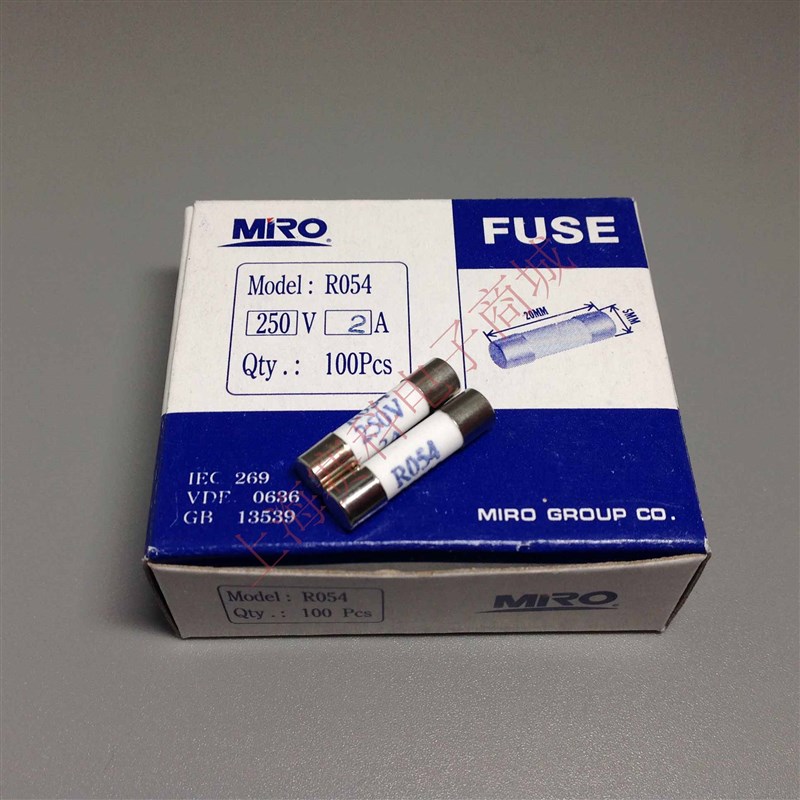 MIRO®
FUSE
Model: R054
250 V 2 A
Qty.: 100Pcs
20MM
5MM
250V
R054
IEC 269
VDE 0636
GB 13539
MIRO GROUP CO.
Model: R054
Qty.: 100 Pcs
MIRO®